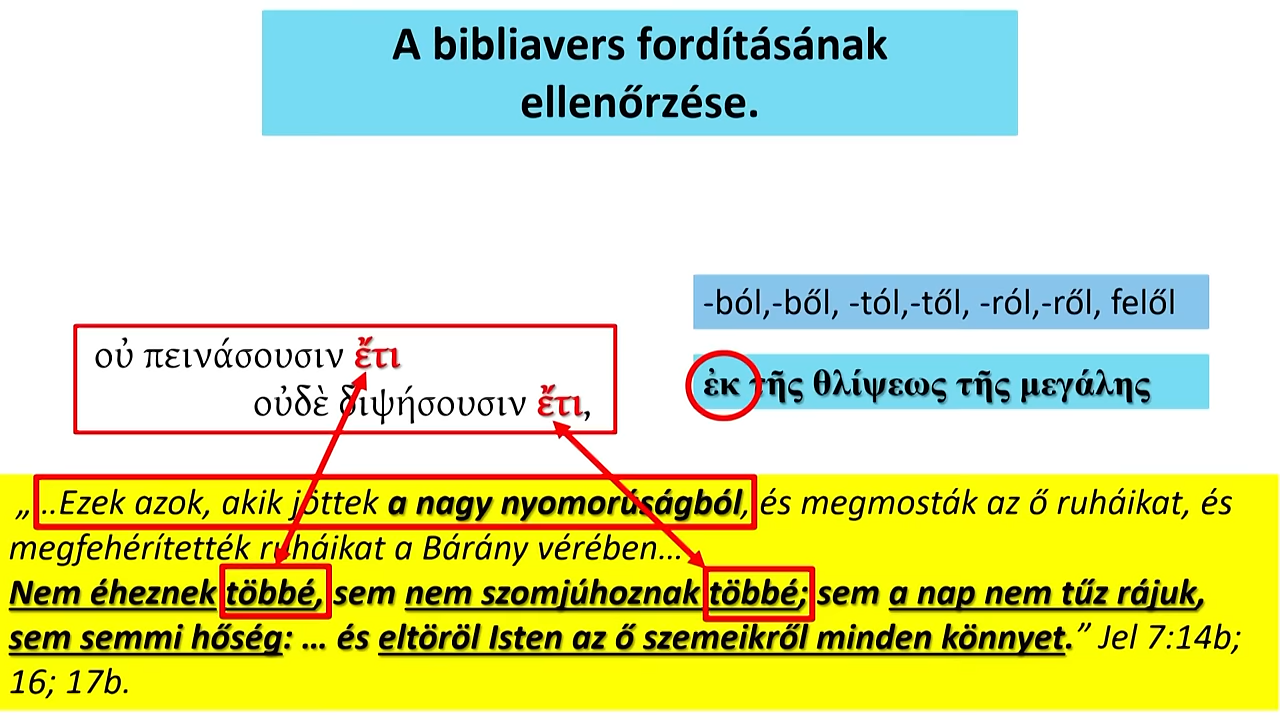 A bibliavers fordításának
ellenőrzése.
-ból,-ből, -tól,-től, -ról,-ről, felől
οὐ πεινάσουσιν ἔτι
οὐδὲ διψήσουσιν ἔτι,
ἐκ τῆς θλίψεως τῆς μεγάλης
„…Ezek azok, akik jöttek a nagy nyomorúságból, és megmosták az ő ruháikat, és
megfehérítették ruháikat a Bárány vérében…
Nem éheznek többé, sem nem szomjúhoznak többé; sem a nap nem tűz rájuk,
sem semmi hőség: … és eltöröl Isten az ő szemeikről minden könnyet.” Jel 7:14b;
16; 17b.